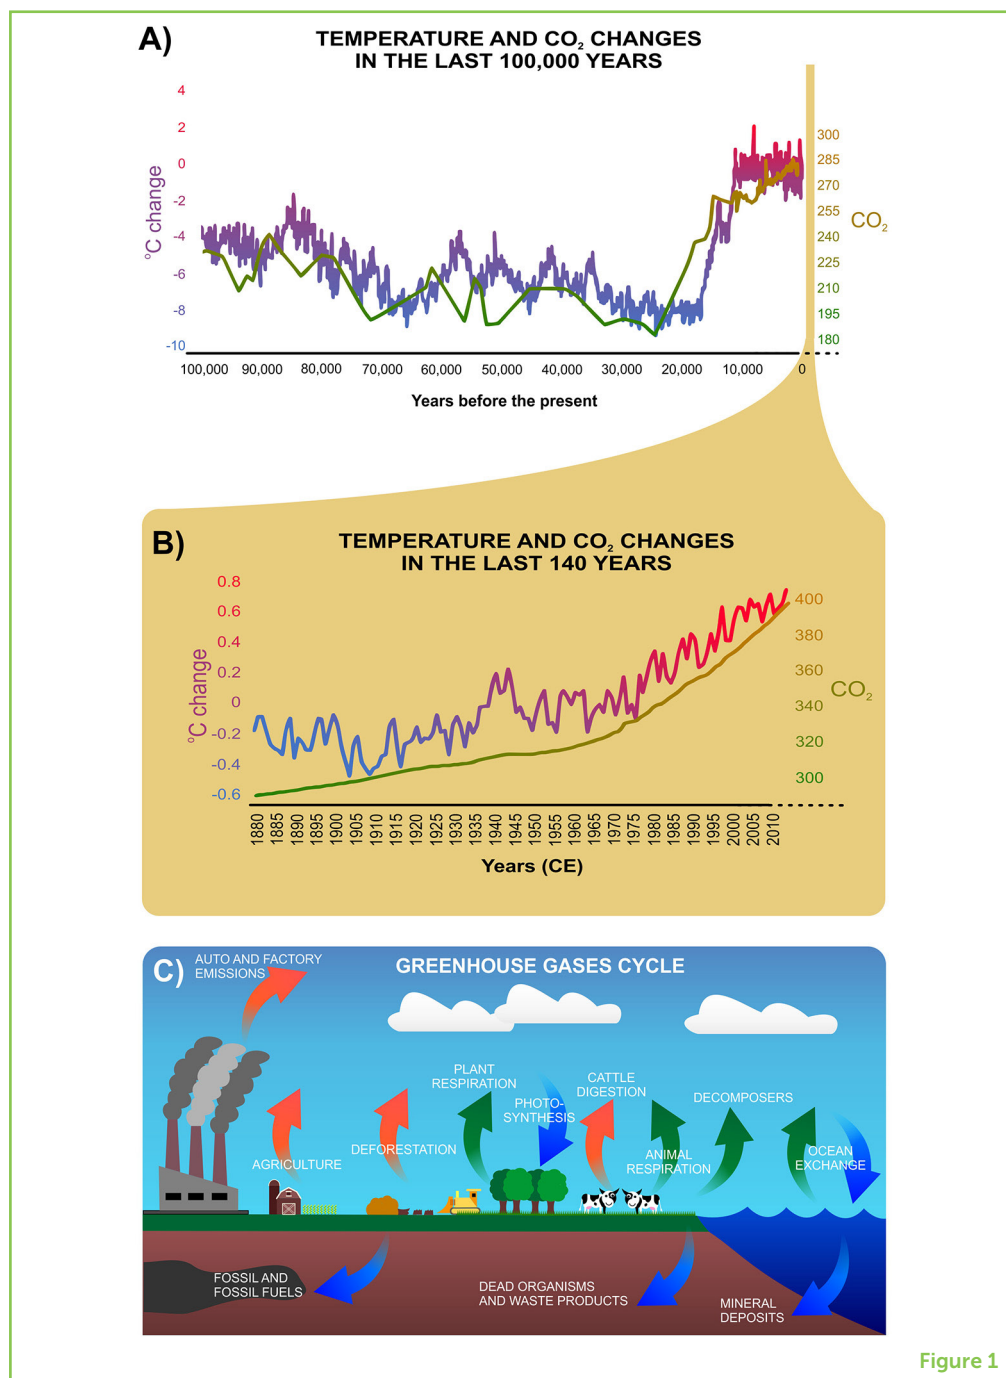 A)
TEMPERATURE AND CO₂ CHANGES
IN THE LAST 100,000 YEARS
4
2
0
-2
-4
-6
-8
-10
°C change
300
285
270
255
240
225
210
195
180
CO₂
100,000 90,000 80,000 70,000 60,000 50,000 40,000 30,000 20,000 10,000 0
Years before the present
B)
TEMPERATURE AND CO₂ CHANGES
IN THE LAST 140 YEARS
0.8
0.6
0.4
0.2
0
-0.2
-0.4
-0.6
°C change
400
380
360
340
320
300
CO₂
1880 1885 1890 1895 1900 1905 1910 1915 1920 1925 1930 1935 1940 1945 1950 1955 1960 1965 1970 1975 1980 1985 1990 1995 2000 2005 2010
Years (CE)
C)
GREENHOUSE GASES CYCLE
AUTO AND FACTORY
EMISSIONS
AGRICULTURE
DEFORESTATION
PLANT
RESPIRATION
PHOTO-
SYNTHESIS
CATTLE
DIGESTION
ANIMAL
RESPIRATION
DECOMPOSERS
OCEAN
EXCHANGE
FOSSIL AND
FOSSIL FUELS
DEAD ORGANISMS
AND WASTE PRODUCTS
MINERAL
DEPOSITS
Figure 1